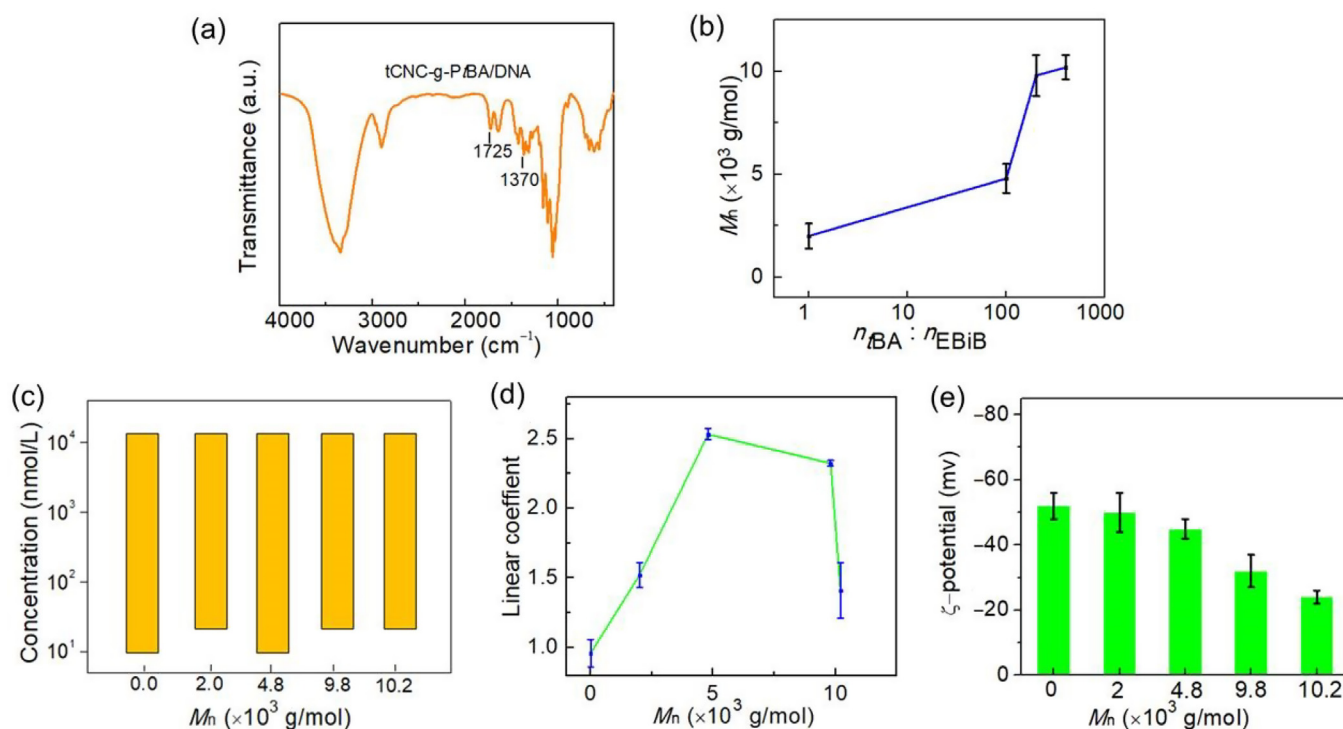 (a)
tCNC-g-PtBA/DNA
1725
1370
Transmittance (a.u.)
4000 3000 2000 1000
Wavenumber (cm⁻¹)
(b)
Mn (×10³ g/mol)
10
5
0
1 10 100 1000
ntBA : nEBiB
(c)
Concentration (nmol/L)
10⁴
10³
10²
10¹
0.0 2.0 4.8 9.8 10.2
Mn (×10³ g/mol)
(d)
Linear coeffient
2.5
2.0
1.5
1.0
0 5 10
Mn (×10³ g/mol)
(e)
ζ-potential (mv)
−80
−60
−40
−20
0
0 2 4.8 9.8 10.2
Mn (×10³ g/mol)